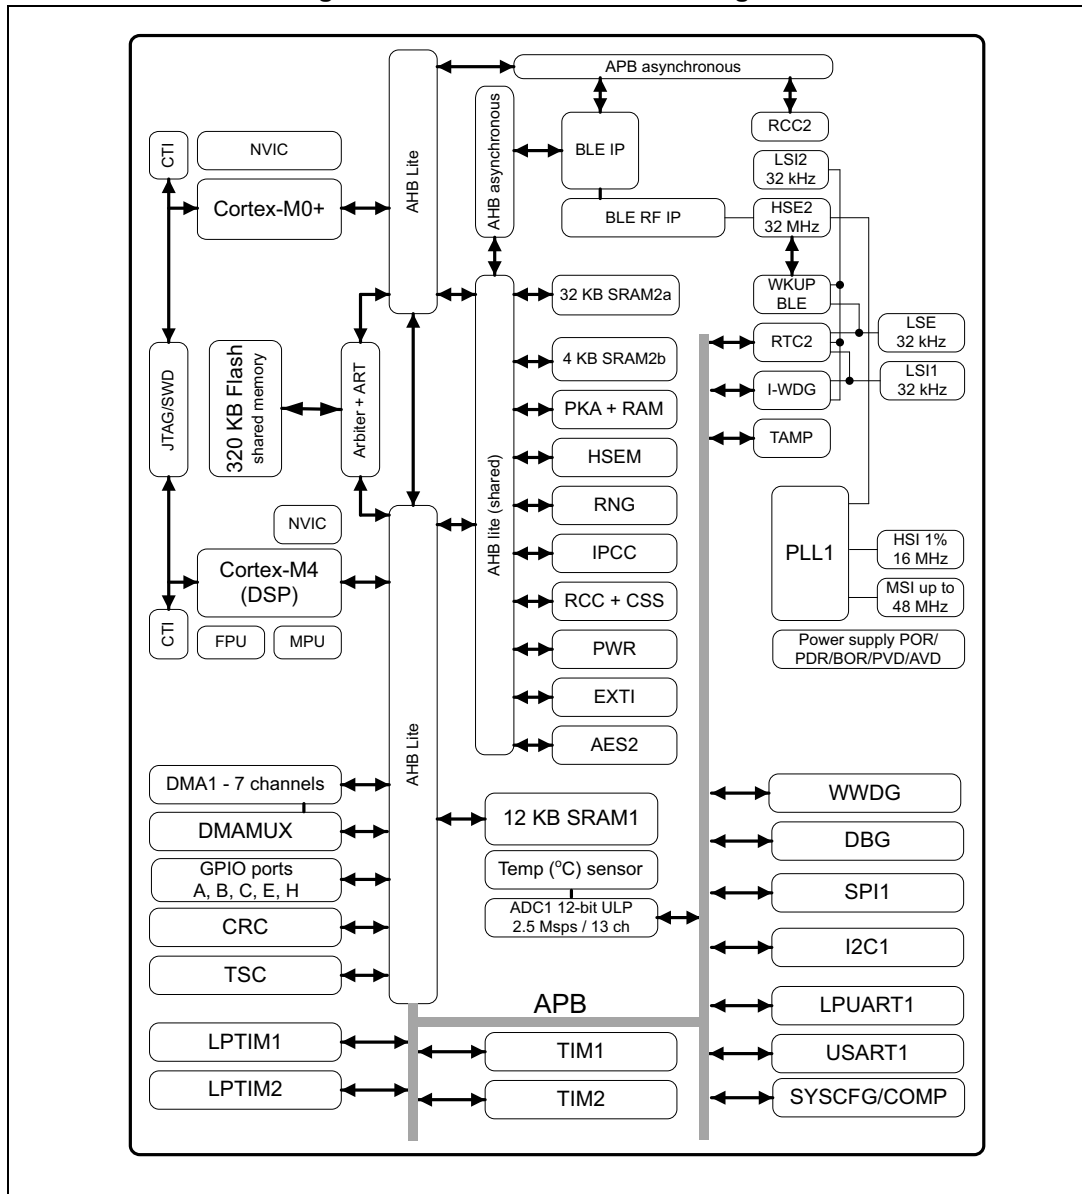 APB asynchronous
CTI
NVIC
Cortex-M0+
AHB Lite
AHB asynchronous
BLE IP
RCC2
LSI2
32 kHz
BLE RF IP
HSE2
32 MHz
WKUP
BLE
32 KB SRAM2a
RTC2
LSE
32 kHz
4 KB SRAM2b
I-WDG
LSI1
32 kHz
JTAG/SWD
320 KB Flash
shared memory
Arbiter + ART
AHB lite (shared)
PKA + RAM
TAMP
HSEM
RNG
NVIC
IPCC
PLL1
HSI 1%
16 MHz
Cortex-M4
(DSP)
RCC + CSS
MSI up to
48 MHz
CTI
FPU
MPU
PWR
Power supply POR/
PDR/BOR/PVD/AVD
EXTI
AES2
AHB Lite
DMA1 - 7 channels
DMAMUX
GPIO ports
A, B, C, E, H
CRC
TSC
12 KB SRAM1
Temp (°C) sensor
ADC1 12-bit ULP
2.5 Msps / 13 ch
WWDG
DBG
SPI1
I2C1
APB
LPUART1
LPTIM1
TIM1
USART1
LPTIM2
TIM2
SYSCFG/COMP